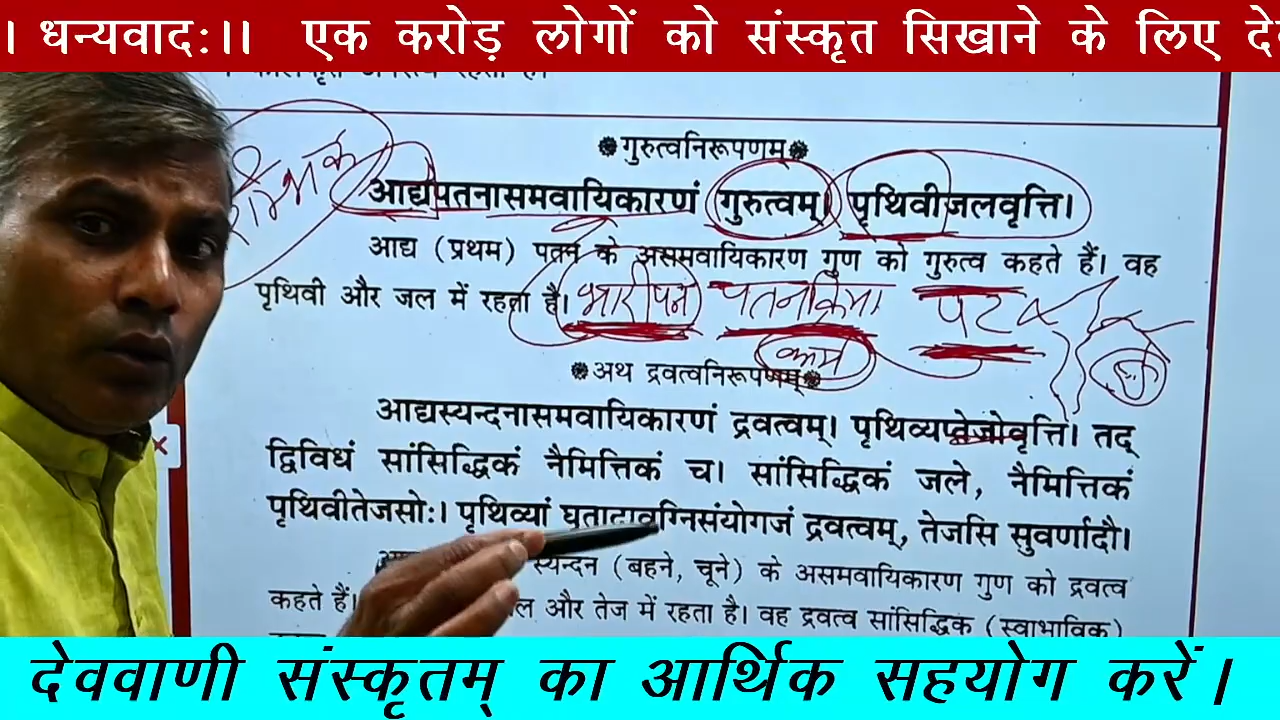 । धन्यवादः।। एक करोड़ लोगों को संस्कृत सिखाने के लिए
गुरुत्वनिरूपणम्
आद्यपतनासमवायिकारणं गुरुत्वम्। पृथिवीजलवृत्ति।
आद्य (प्रथम) पतन के असमवायिकारण गुण को गुरुत्व कहते हैं। वह
पृथिवी और जल में रहता है।
भारीपन पतनक्रिया
कर्म
अथ द्रवत्वनिरूपणम्
आद्यस्यन्दनासमवायिकारणं द्रवत्वम्। पृथिव्यप्तेजोवृत्ति। तद्
द्विविधं सांसिद्धिकं नैमित्तिकं च। सांसिद्धिकं जले, नैमित्तिकं
पृथिवीतेजसोः। पृथिव्यां घृतादावग्निसंयोगजं द्रवत्वम्, तेजसि सुवर्णादौ।
स्यन्दन (बहने, चूने) के असमवायिकारण गुण को द्रवत्व
कहते हैं। और तेज में रहता है। वह द्रवत्व सांसिद्धिक (स्वाभाविक)
देववाणी संस्कृतम् का आर्थिक सहयोग करें।